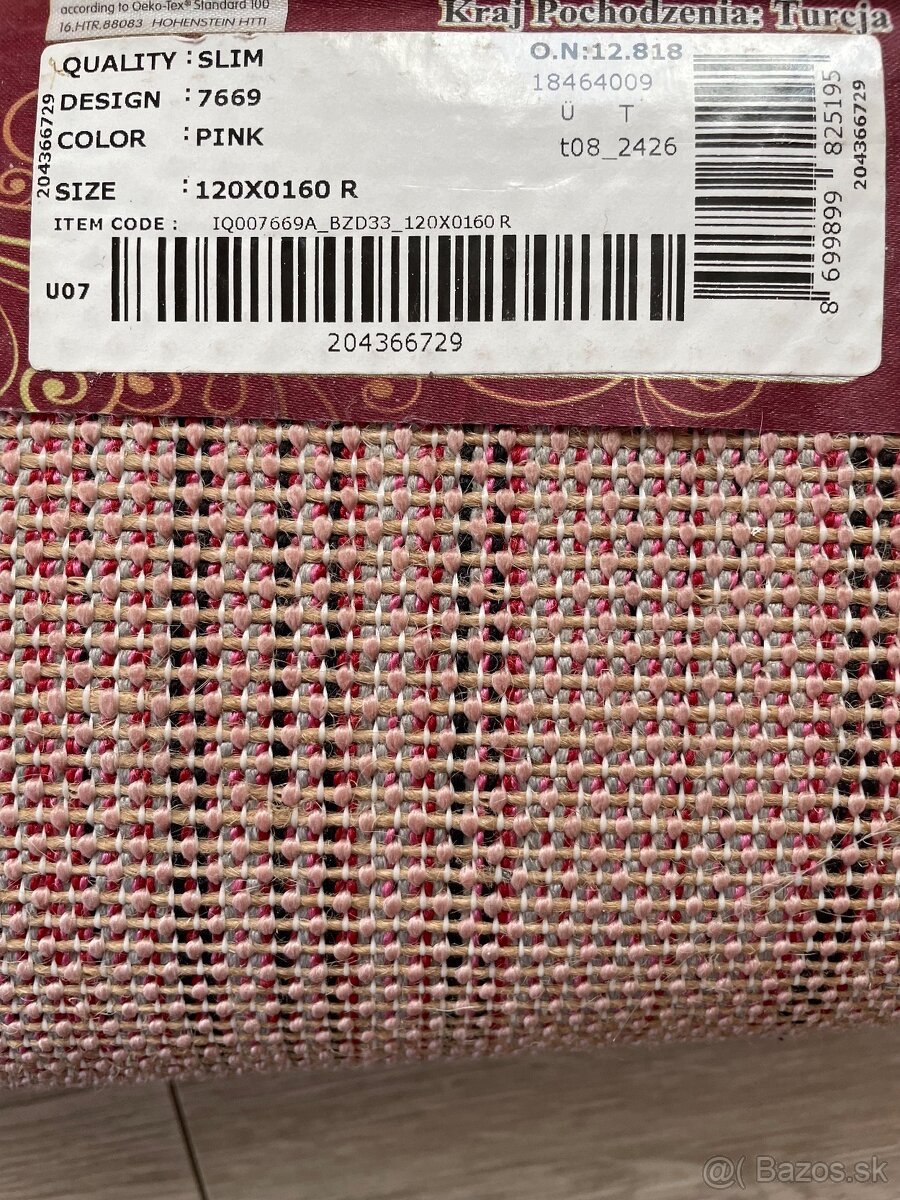 according to Oeko-Tex® Standard 100
16.HTR.88083 HOHENSTEIN HTTI
Kraj Pochodzenia: Turcja
QUALITY : SLIM
O.N:12.818
18464009
DESIGN : 7669
Ü T
COLOR : PINK
t08_2426
SIZE : 120X0160 R
ITEM CODE : IQ007669A_BZD33_120X0160 R
U07
204366729
204366729
8 699899 825195
204366729
@( Bazos.sk